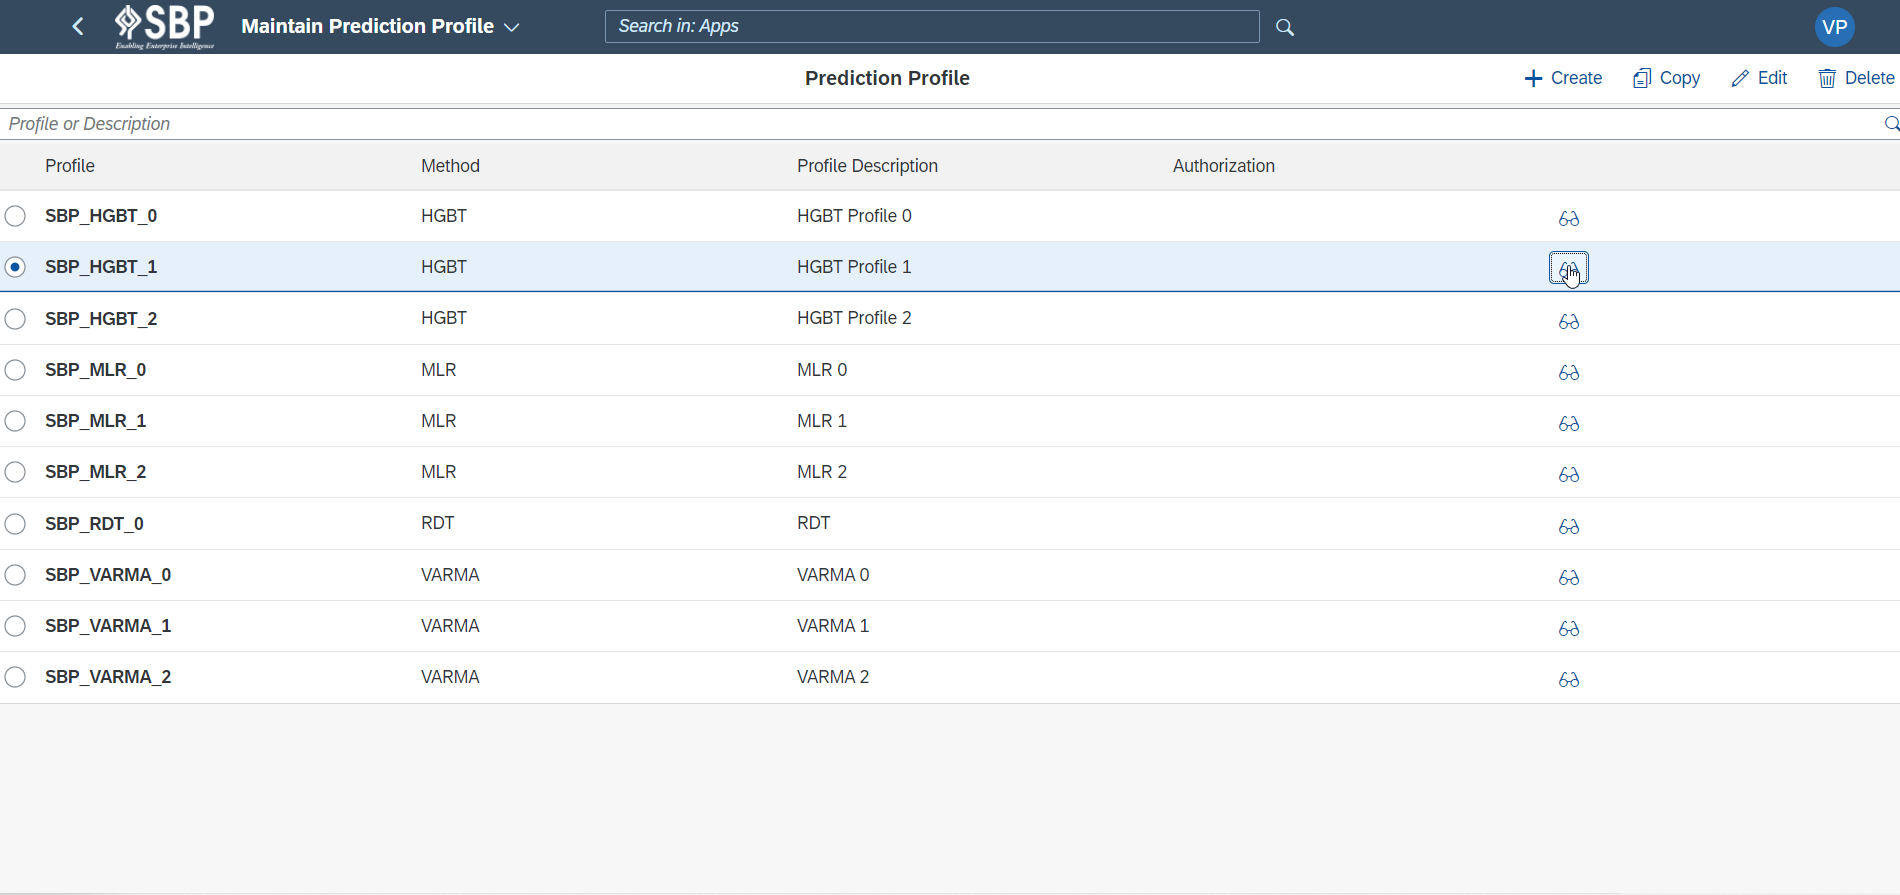 SBP Maintain Prediction Profile Search in: Apps VP
Enabling Enterprise Intelligence
Prediction Profile Create Copy Edit Delete
Profile or Description
Profile Method Profile Description Authorization
SBP_HGBT_0 HGBT HGBT Profile 0
SBP_HGBT_1 HGBT HGBT Profile 1
SBP_HGBT_2 HGBT HGBT Profile 2
SBP_MLR_0 MLR MLR 0
SBP_MLR_1 MLR MLR 1
SBP_MLR_2 MLR MLR 2
SBP_RDT_0 RDT RDT
SBP_VARMA_0 VARMA VARMA 0
SBP_VARMA_1 VARMA VARMA 1
SBP_VARMA_2 VARMA VARMA 2